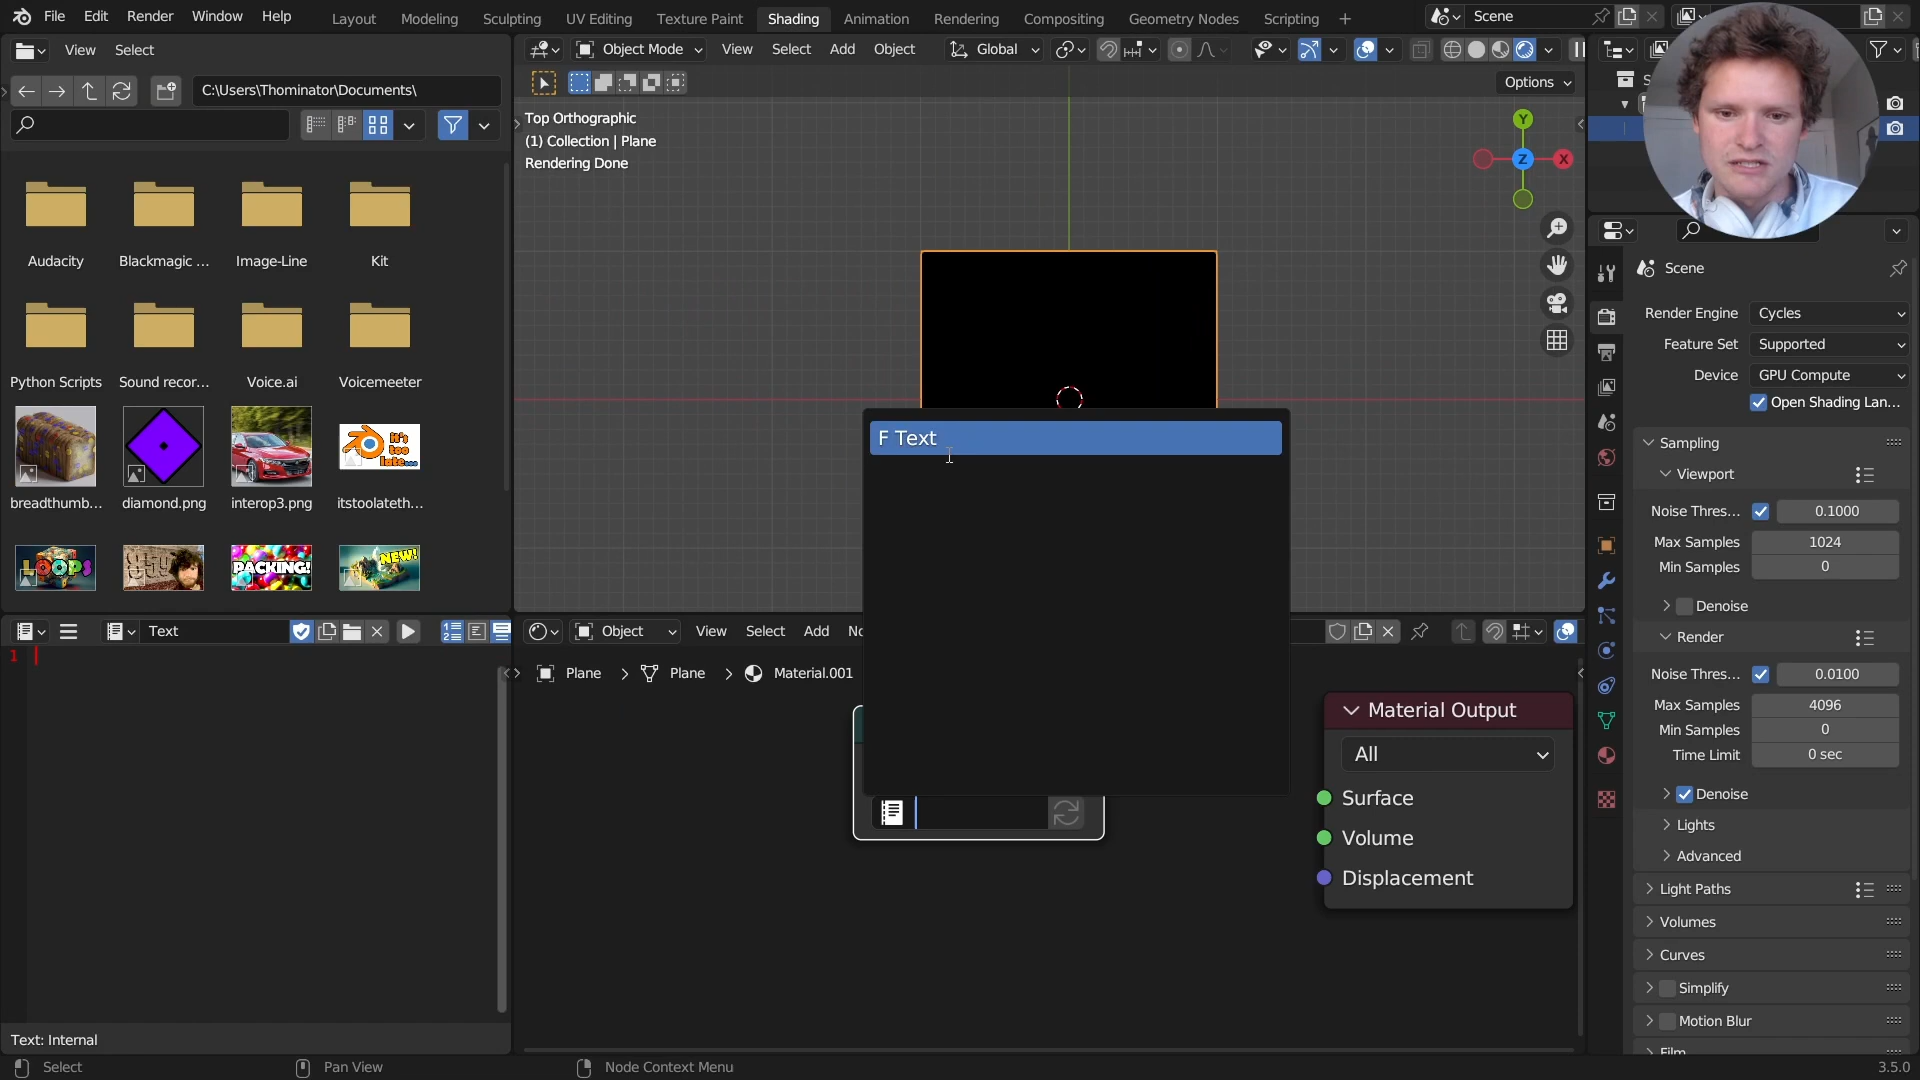 File Edit Render Window Help
Layout Modeling Sculpting UV Editing Texture Paint Shading Animation Rendering Compositing Geometry Nodes Scripting +
Scene
View Select
C:\Users\Thominator\Documents\
Audacity Blackmagic ... Image-Line Kit
Python Scripts Sound recor... Voice.ai Voicemeeter
It's too late...
breadthumb... diamond.png interop3.png itstoolateth...
LOOPS
PACKING!
NEW!
Object Mode View Select Add Object Global
Options
Top Orthographic
(1) Collection | Plane
Rendering Done
Y
Z
X
F Text
Text
1
Text: Internal
Object View Select Add
Plane > Plane > Material.001
Material Output
All
Surface
Volume
Displacement
Scene
Render Engine Cycles
Feature Set Supported
Device GPU Compute
Open Shading Lan...
Sampling
Viewport
Noise Thres... 0.1000
Max Samples 1024
Min Samples 0
Denoise
Render
Noise Thres... 0.0100
Max Samples 4096
Min Samples 0
Time Limit 0 sec
Denoise
Lights
Advanced
Light Paths
Volumes
Curves
Simplify
Motion Blur
Film
Select Pan View Node Context Menu 3.5.0